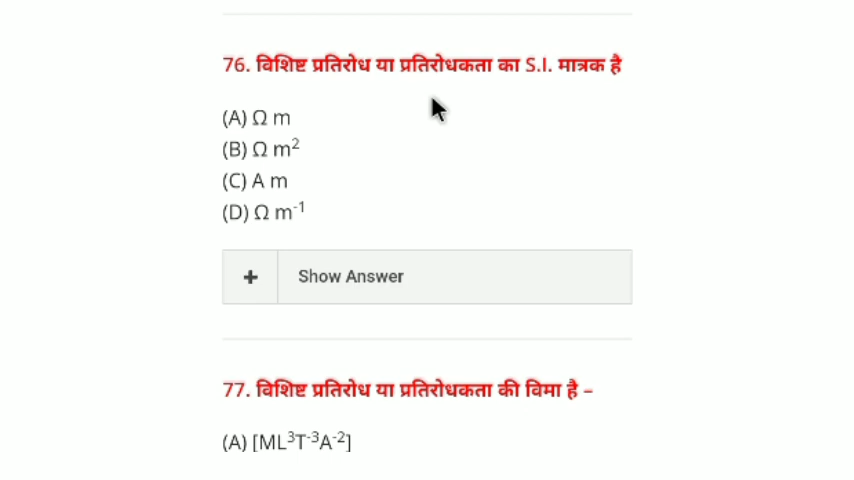 76. विशिष्ट प्रतिरोध या प्रतिरोधकता का S.I. मात्रक है
(A) Ω m
(B) Ω m²
(C) A m
(D) Ω m⁻¹
+ Show Answer
77. विशिष्ट प्रतिरोध या प्रतिरोधकता की विमा है –
(A) [ML³T⁻³A⁻²]